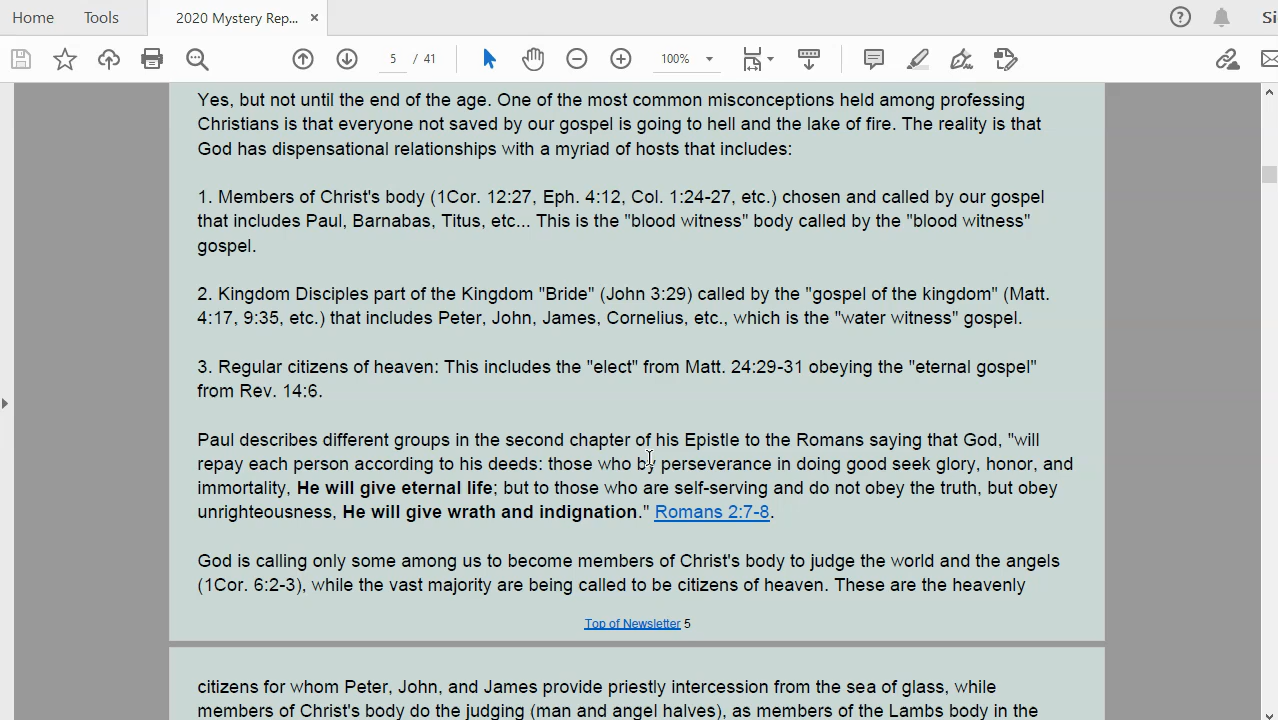 Home
Tools
2020 Mystery Rep...
×
Si
5 / 41
100%
Yes, but not until the end of the age. One of the most common misconceptions held among professing
Christians is that everyone not saved by our gospel is going to hell and the lake of fire. The reality is that
God has dispensational relationships with a myriad of hosts that includes:
1. Members of Christ's body (1Cor. 12:27, Eph. 4:12, Col. 1:24-27, etc.) chosen and called by our gospel
that includes Paul, Barnabas, Titus, etc... This is the "blood witness" body called by the "blood witness"
gospel.
2. Kingdom Disciples part of the Kingdom "Bride" (John 3:29) called by the "gospel of the kingdom" (Matt.
4:17, 9:35, etc.) that includes Peter, John, James, Cornelius, etc., which is the "water witness" gospel.
3. Regular citizens of heaven: This includes the "elect" from Matt. 24:29-31 obeying the "eternal gospel"
from Rev. 14:6.
Paul describes different groups in the second chapter of his Epistle to the Romans saying that God, "will
repay each person according to his deeds: those who by perseverance in doing good seek glory, honor, and
immortality, He will give eternal life; but to those who are self-serving and do not obey the truth, but obey
unrighteousness, He will give wrath and indignation." Romans 2:7-8.
God is calling only some among us to become members of Christ's body to judge the world and the angels
(1Cor. 6:2-3), while the vast majority are being called to be citizens of heaven. These are the heavenly
Top of Newsletter 5
citizens for whom Peter, John, and James provide priestly intercession from the sea of glass, while
members of Christ's body do the judging (man and angel halves), as members of the Lambs body in the